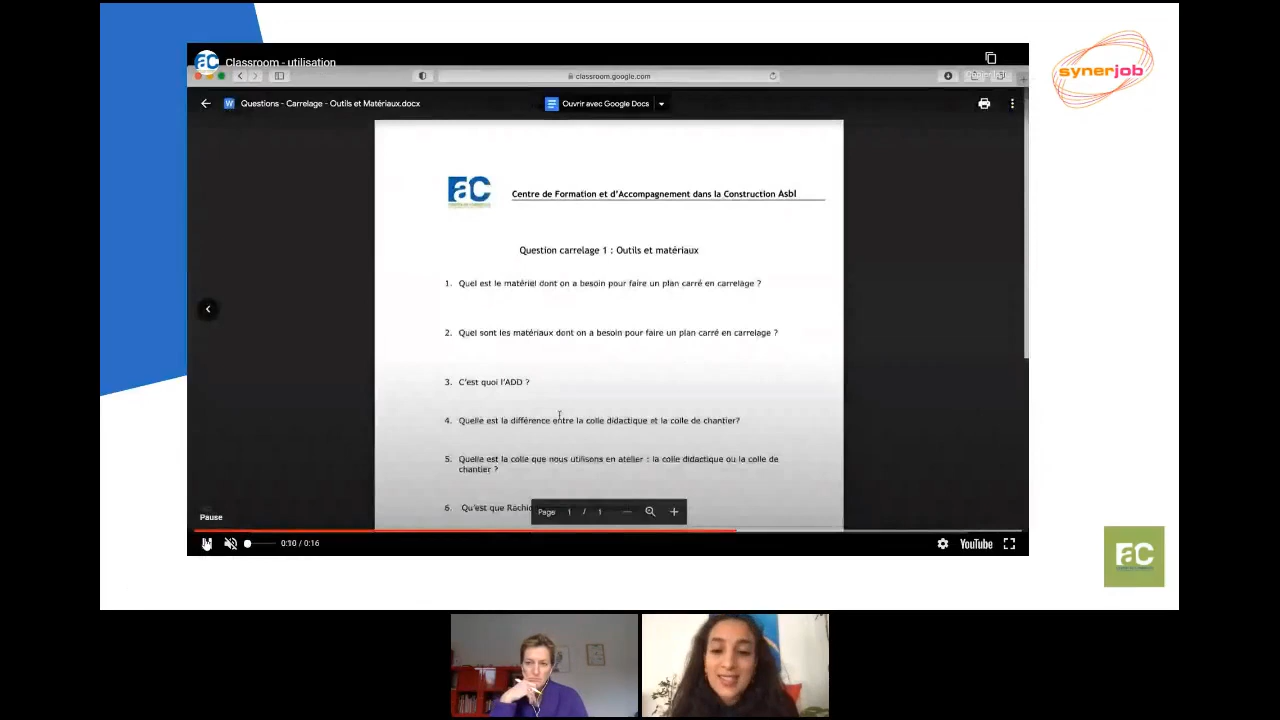 Classroom - utilisation
synerjob
classroom.google.com
Questions - Carrelage - Outils et Matériaux.docx
Ouvrir avec Google Docs
Centre de Formation et d'Accompagnement dans la Construction Asbl
Question carrelage 1 : Outils et matériaux
1. Quel est le matériel dont on a besoin pour faire un plan carré en carrelage ?
2. Quel sont les matériaux dont on a besoin pour faire un plan carré en carrelage ?
3. C'est quoi l'ADD ?
4. Quelle est la différence entre la colle didactique et la colle de chantier?
5. Quelle est la colle que nous utilisons en atelier : la colle didactique ou la colle de
chantier ?
6. Qu'est que Rachid
Page 1 / 1
Pause
0:10 / 0:16
YouTube